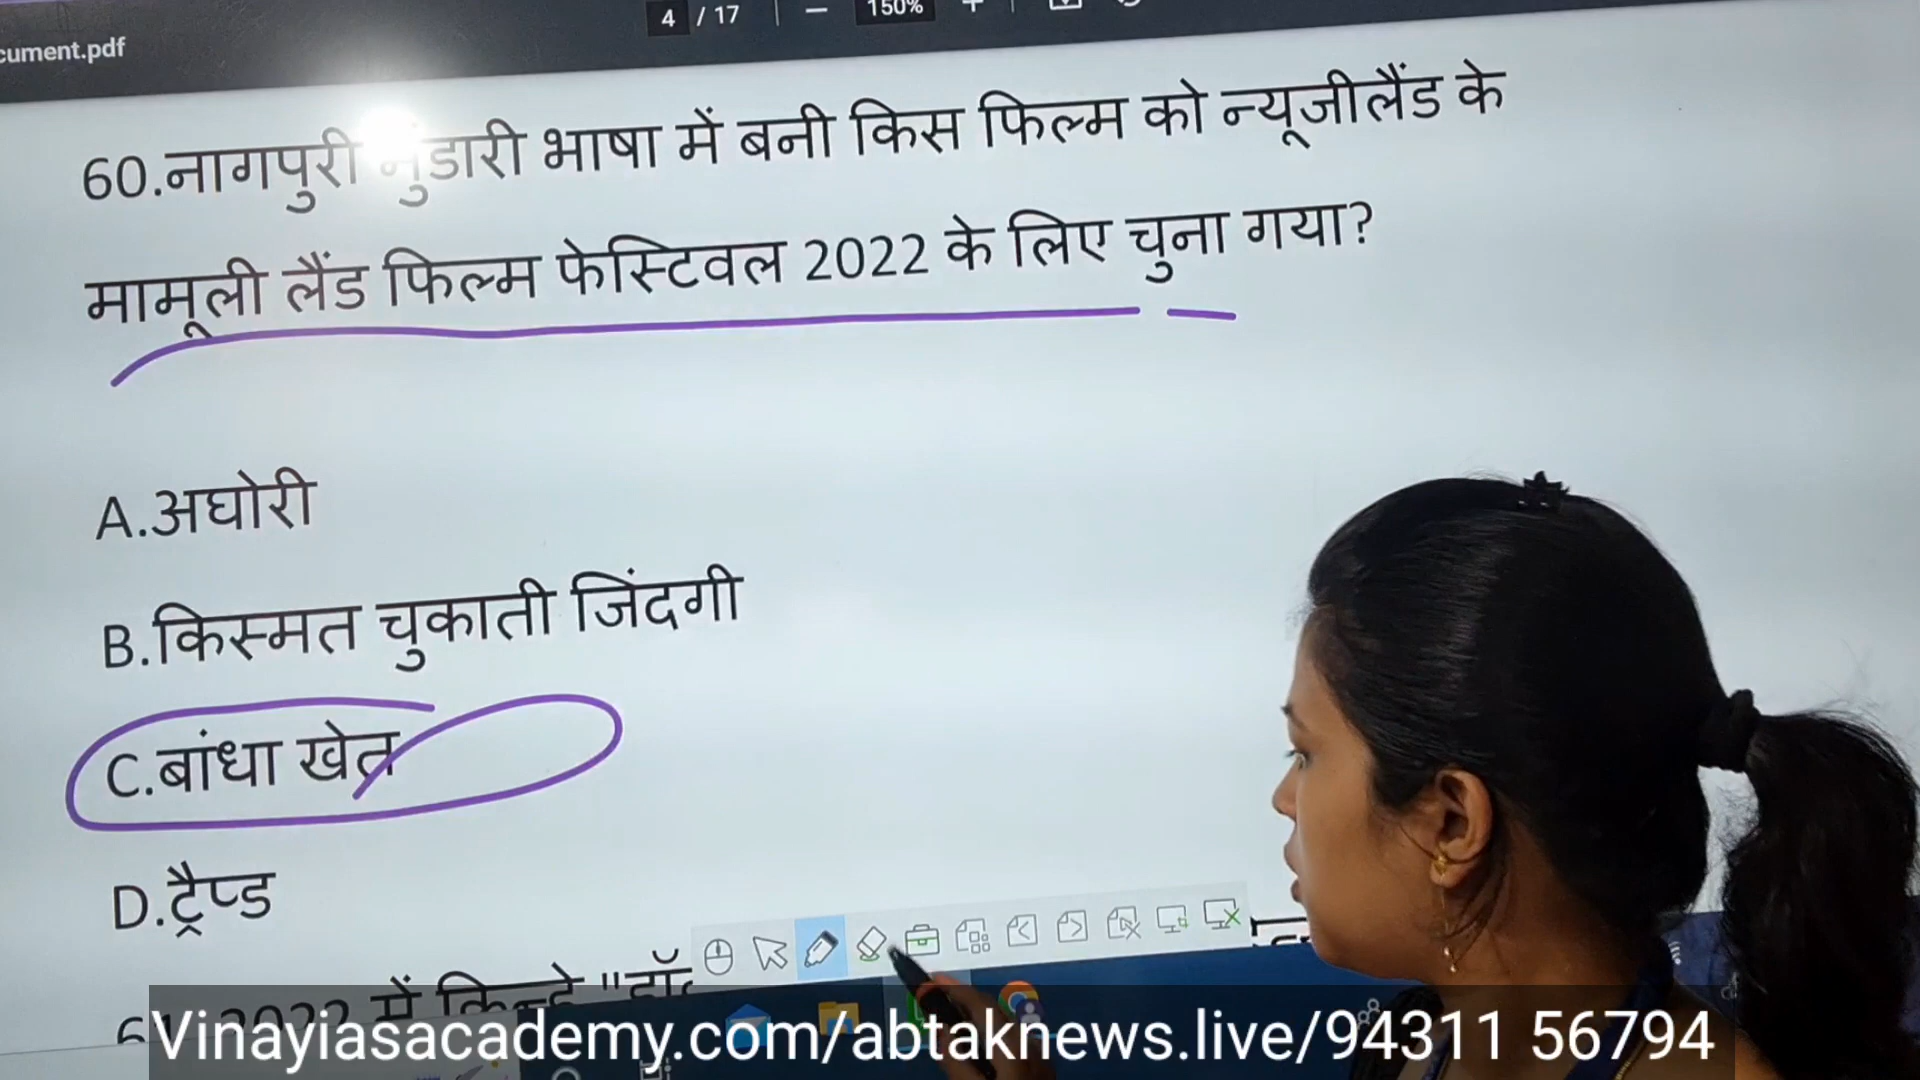 4 / 17
150%
cument.pdf
60.नागपुरी मुंडारी भाषा में बनी किस फिल्म को न्यूजीलैंड के
मामूली लैंड फिल्म फेस्टिवल 2022 के लिए चुना गया?
A.अघोरी
B.किस्मत चुकाती जिंदगी
C.बांधा खेत
D.ट्रैप्ड
2022 में किन्हे
Vinayiasacademy.com/abtaknews.live/94311 56794